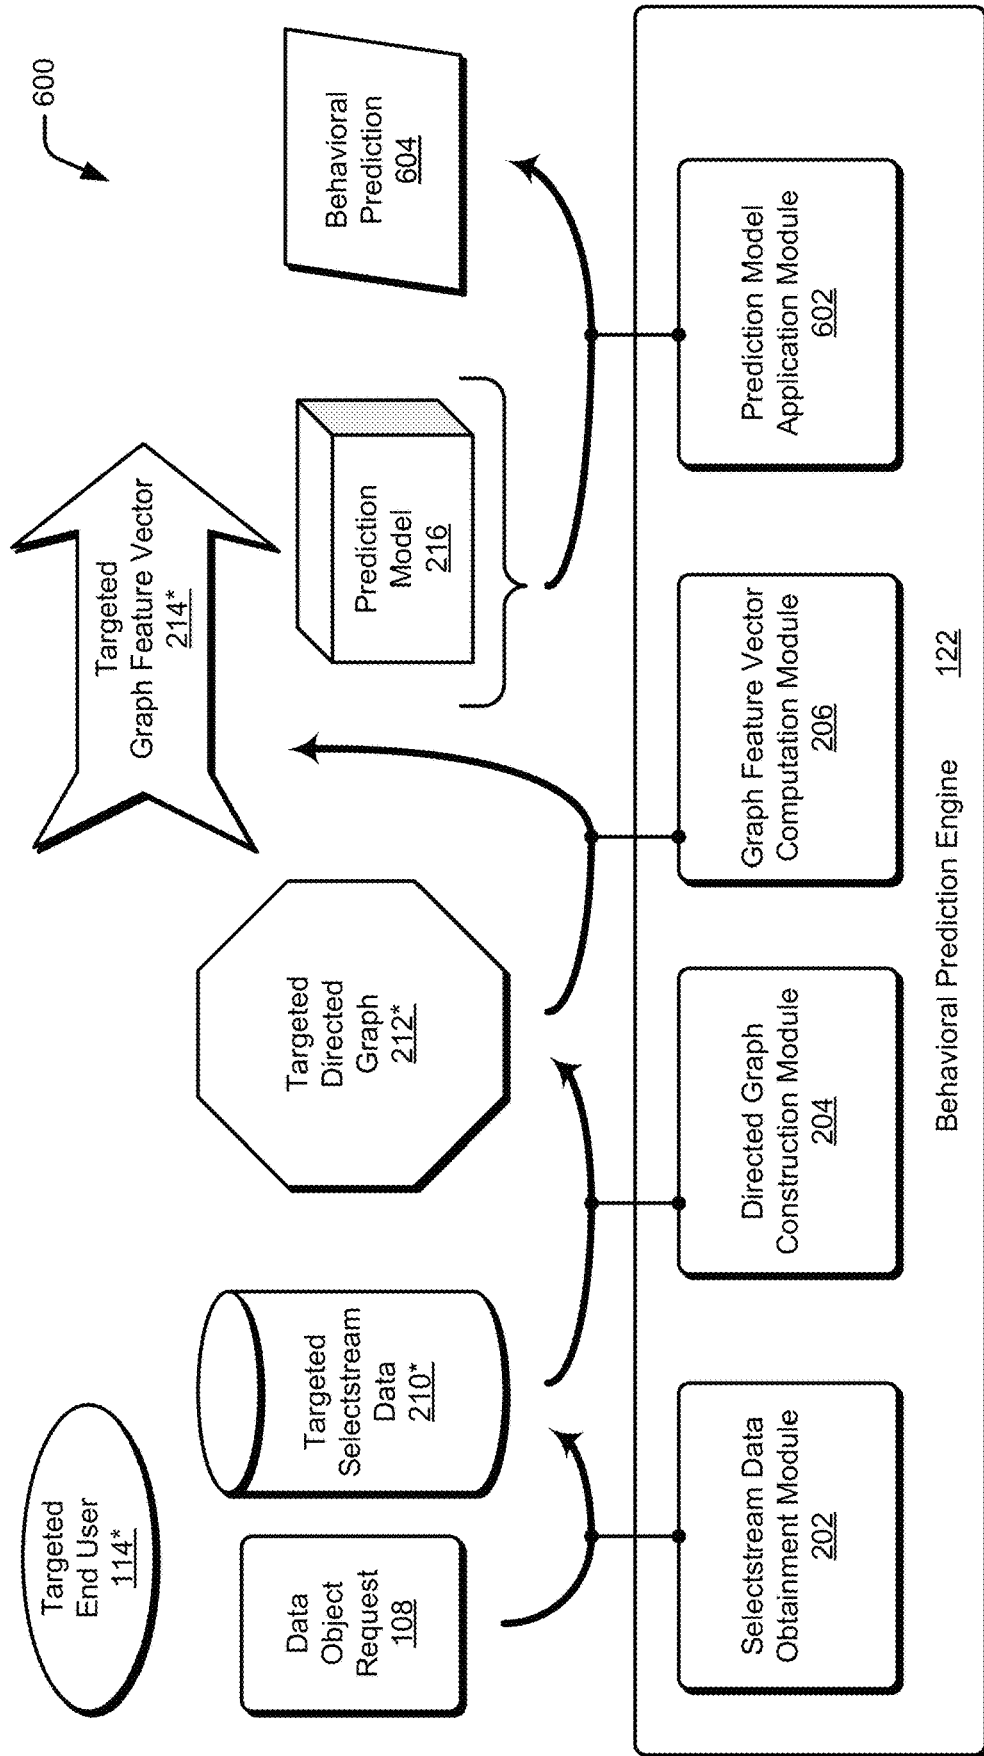 600
Targeted
End User
114*
Data
Object
Request
108
Targeted
Selectstream
Data
210*
Targeted
Directed
Graph
212*
Targeted
Graph Feature Vector
214*
Prediction
Model
216
Behavioral
Prediction
604
Selectstream Data
Obtainment Module
202
Directed Graph
Construction Module
204
Graph Feature Vector
Computation Module
206
Prediction Model
Application Module
602
Behavioral Prediction Engine 122